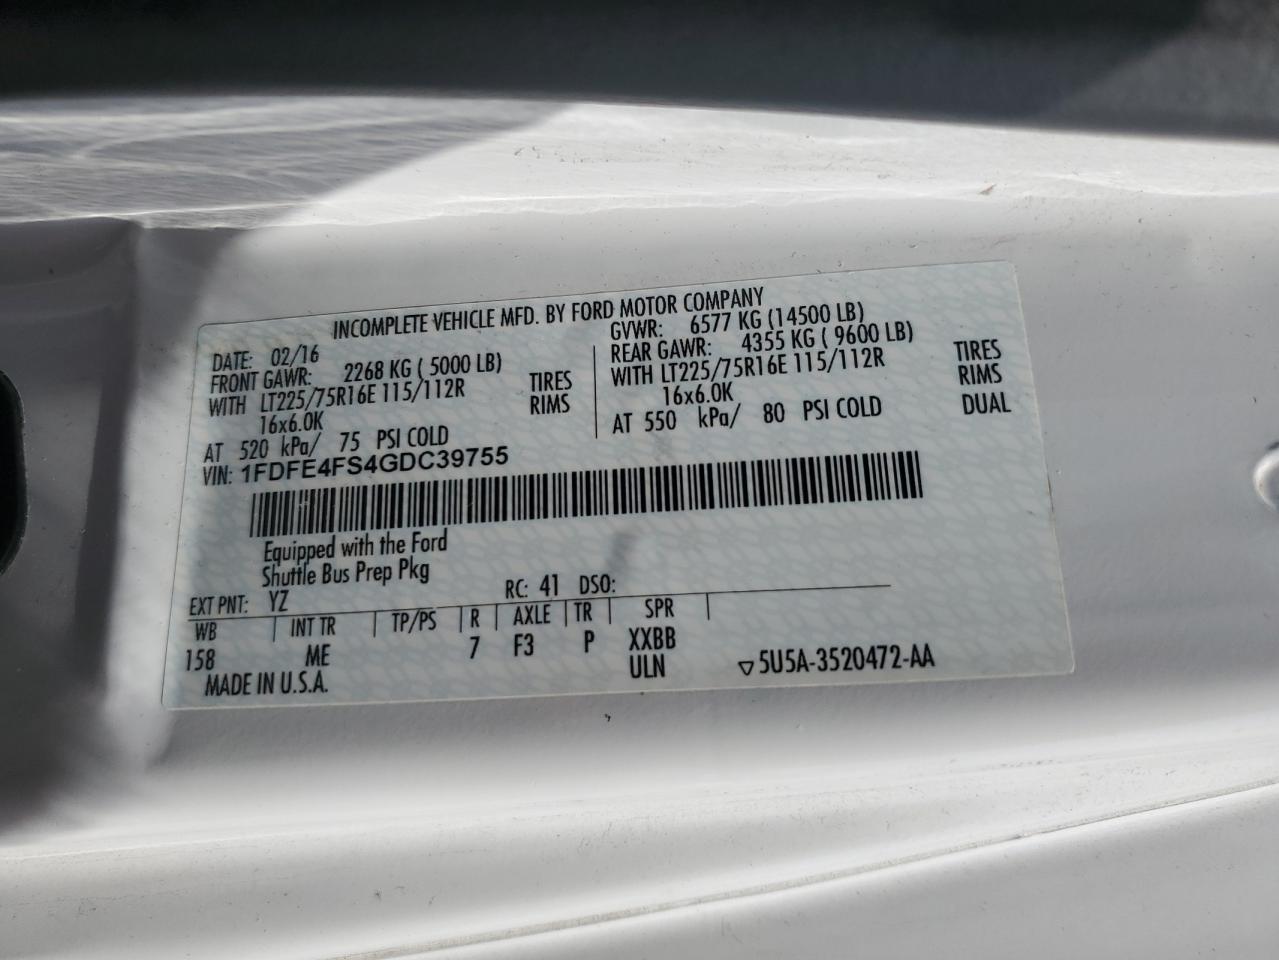 INCOMPLETE VEHICLE MFD. BY FORD MOTOR COMPANY
DATE: 02/16
FRONT GAWR: 2268 KG ( 5000 LB)
WITH LT225/75R16E 115/112R TIRES
16x6.0K RIMS
AT 520 kPa/ 75 PSI COLD
GVWR: 6577 KG (14500 LB)
REAR GAWR: 4355 KG ( 9600 LB)
WITH LT225/75R16E 115/112R TIRES
16x6.0K RIMS
AT 550 kPa/ 80 PSI COLD DUAL
VIN: 1FDFE4FS4GDC39755
Equipped with the Ford
Shuttle Bus Prep Pkg
EXT PNT: YZ RC: 41 DSO:
WB INT TR TP/PS R AXLE TR SPR
158 ME 7 F3 P XXBB
ULN
MADE IN U.S.A. ▽5U5A-3520472-AA